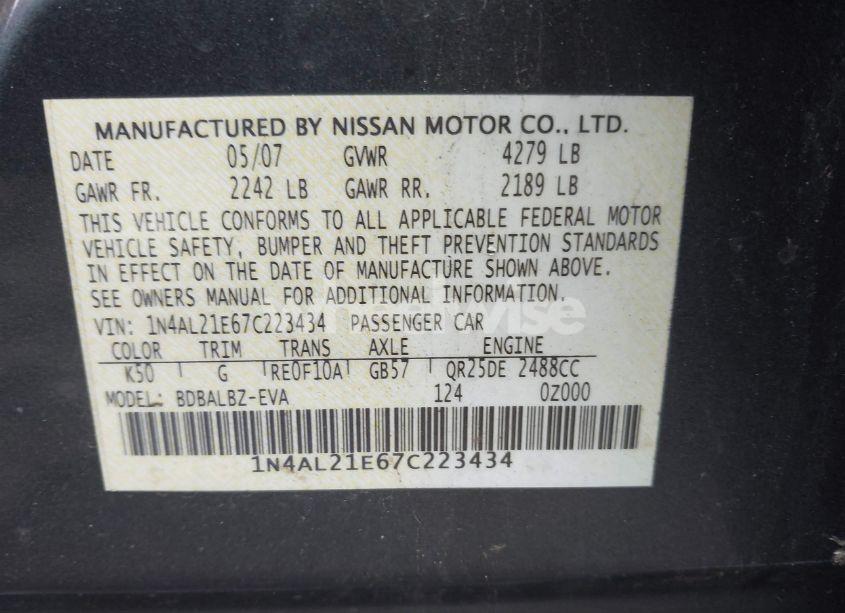 MANUFACTURED BY NISSAN MOTOR CO., LTD.
DATE 05/07 GVWR 4279 LB
GAWR FR. 2242 LB GAWR RR. 2189 LB
THIS VEHICLE CONFORMS TO ALL APPLICABLE FEDERAL MOTOR
VEHICLE SAFETY, BUMPER AND THEFT PREVENTION STANDARDS
IN EFFECT ON THE DATE OF MANUFACTURE SHOWN ABOVE.
SEE OWNERS MANUAL FOR ADDITIONAL INFORMATION.
VIN: 1N4AL21E67C223434 PASSENGER CAR
COLOR TRIM TRANS AXLE ENGINE
K50 G RE0F10A GB57 QR25DE 2488CC
MODEL: BDBALBZ-EVA 124 0Z000
1N4AL21E67C223434